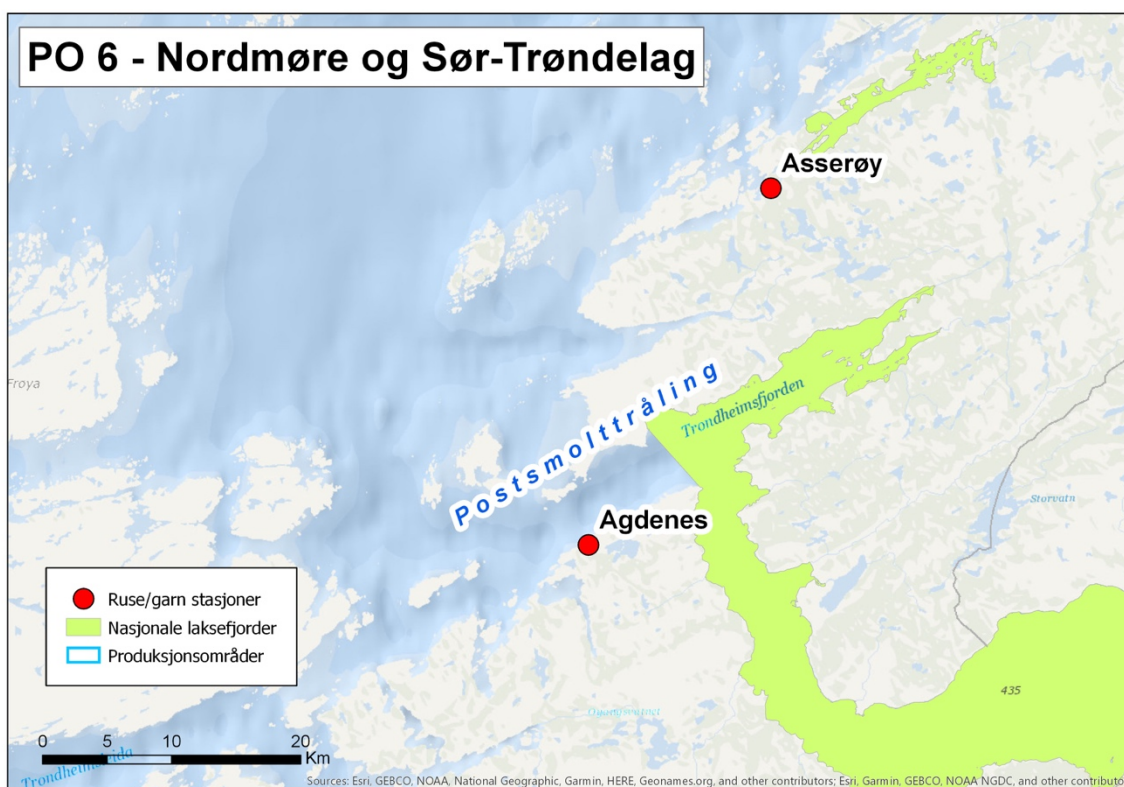 PO 6 - Nordmøre og Sør-Trøndelag
Asserøy
Frøya
Postsmolttråling
Trondheimsfjorden
Storvatn
Agdenes
Ruse/garn stasjoner
Nasjonale laksefjorder
Produksjonsområder
435
0 5 10 20
Km
Trondheimsleida
Sources: Esri, GEBCO, NOAA, National Geographic, Garmin, HERE, Geonames.org, and other contributors; Esri, Garmin, GEBCO, NOAA NGDC, and other contributo